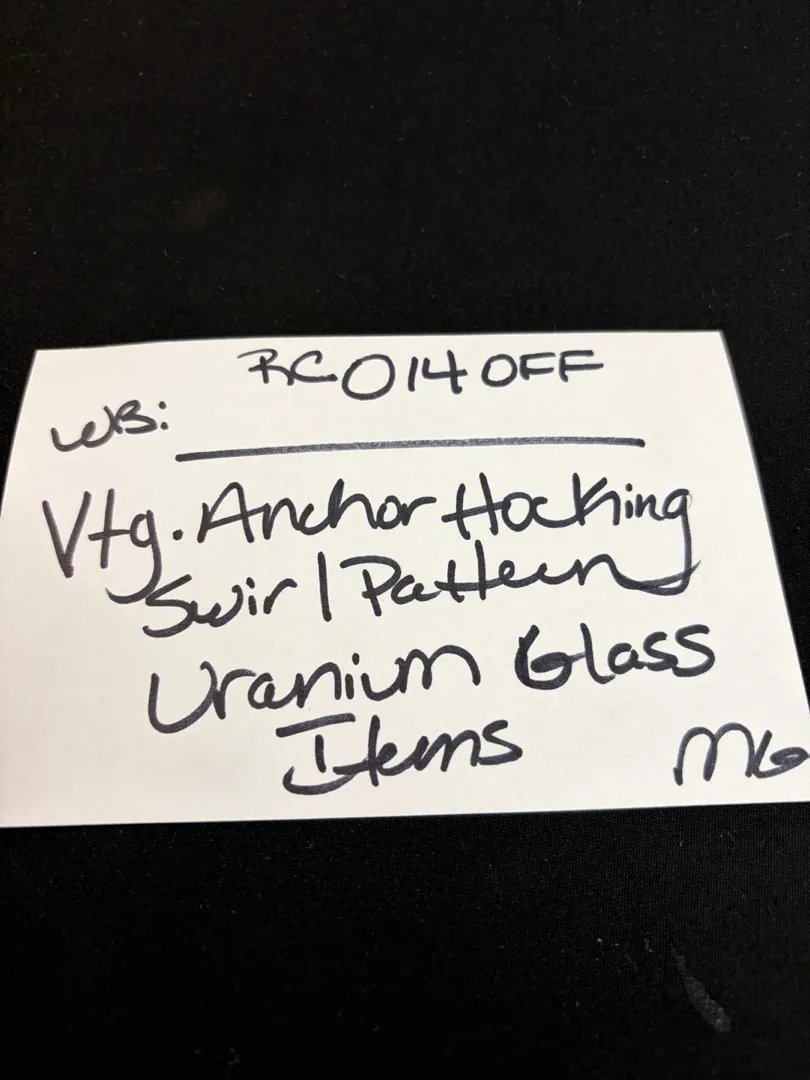 RC014OFF
WB:
Vtg. Anchor Hocking
Swirl Pattern
Uranium Glass
Items
MG